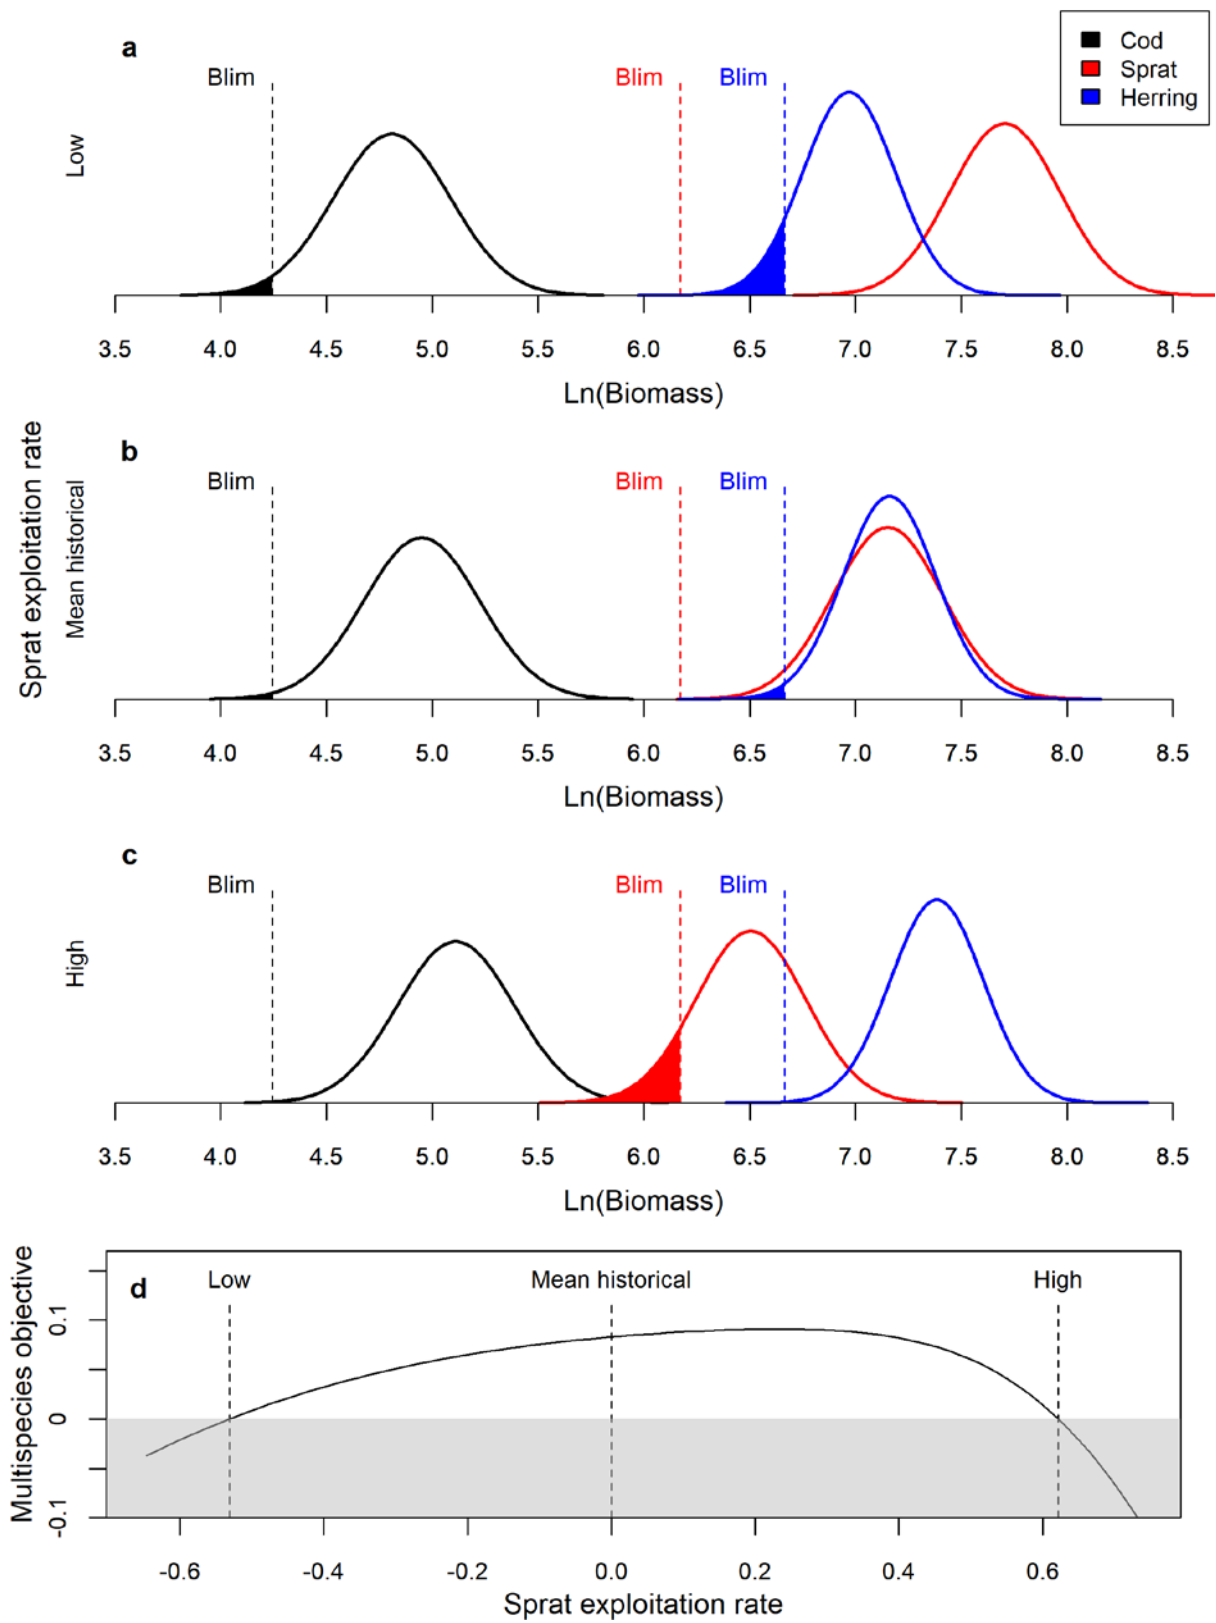 a
Cod
Sprat
Herring
Blim Blim Blim
Low
3.5 4.0 4.5 5.0 5.5 6.0 6.5 7.0 7.5 8.0 8.5
Ln(Biomass)
Sprat exploitation rate
b
Blim Blim Blim
Mean historical
3.5 4.0 4.5 5.0 5.5 6.0 6.5 7.0 7.5 8.0 8.5
Ln(Biomass)
c
Blim Blim Blim
High
3.5 4.0 4.5 5.0 5.5 6.0 6.5 7.0 7.5 8.0 8.5
Ln(Biomass)
d
Low Mean historical High
Multispecies objective
0.1
0
-0.1
-0.6 -0.4 -0.2 0.0 0.2 0.4 0.6
Sprat exploitation rate